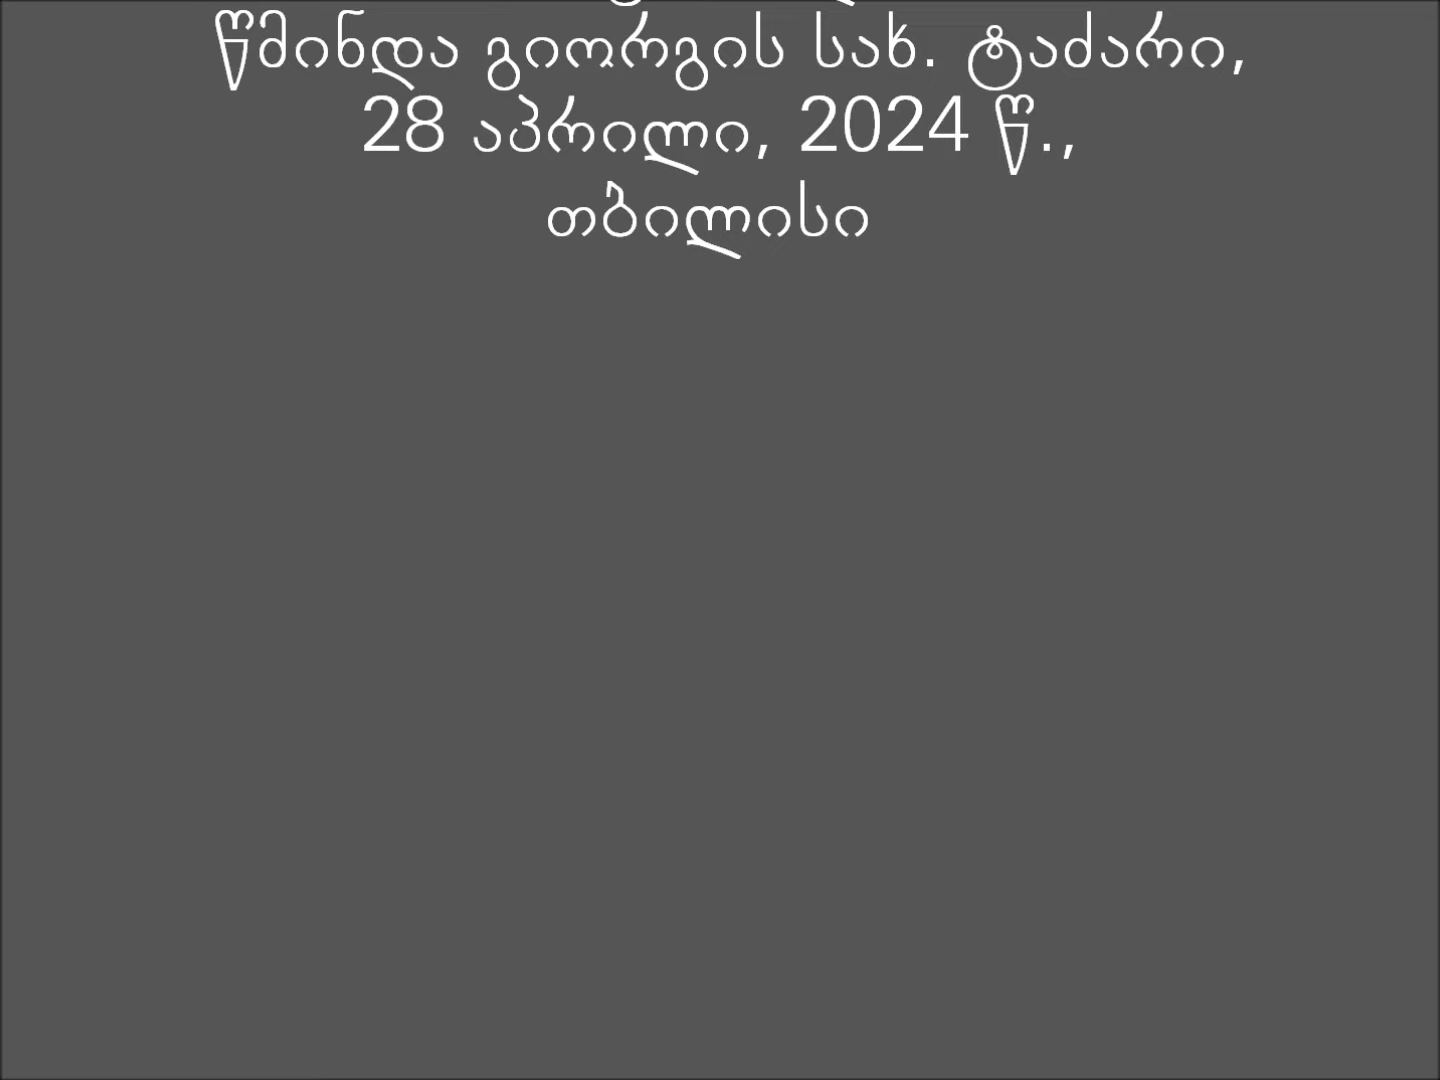 წმინდა გიორგის სახ. ტაძარი,
28 აპრილი, 2024 წ.,
თბილისი